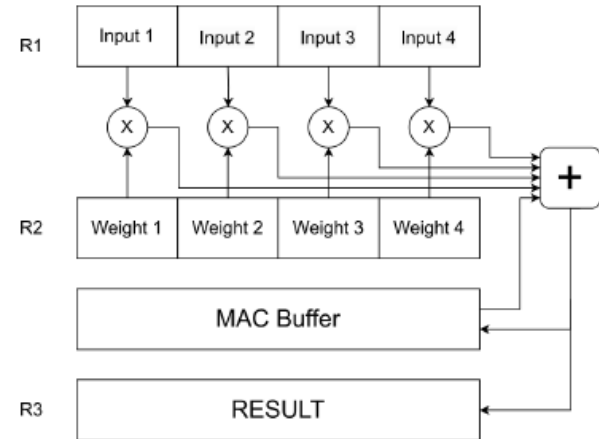 R1 Input 1 Input 2 Input 3 Input 4
X X X X
+
R2 Weight 1 Weight 2 Weight 3 Weight 4
MAC Buffer
R3 RESULT